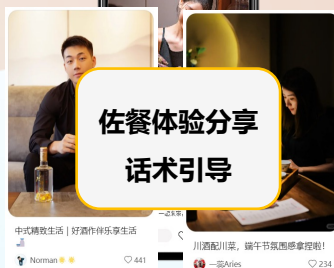 佐餐体验分享
话术引导
中式精致生活｜好酒作伴乐享生活
Norman
441
川酒配川菜，端午节氛围感拿捏啦！
一蕊Aries
234